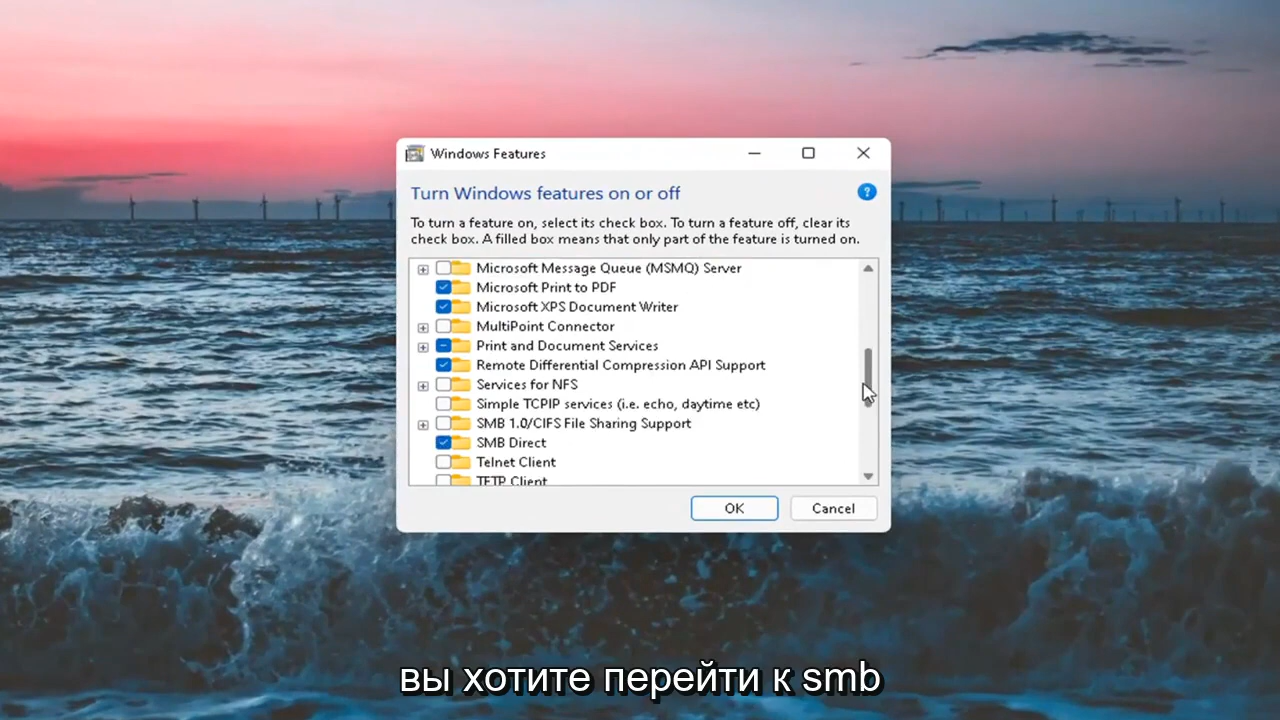 Windows Features
Turn Windows features on or off
To turn a feature on, select its check box. To turn a feature off, clear its
check box. A filled box means that only part of the feature is turned on.
Microsoft Message Queue (MSMQ) Server
Microsoft Print to PDF
Microsoft XPS Document Writer
MultiPoint Connector
Print and Document Services
Remote Differential Compression API Support
Services for NFS
Simple TCPIP services (i.e. echo, daytime etc)
SMB 1.0/CIFS File Sharing Support
SMB Direct
Telnet Client
TFTP Client
OK
Cancel
вы хотите перейти к smb